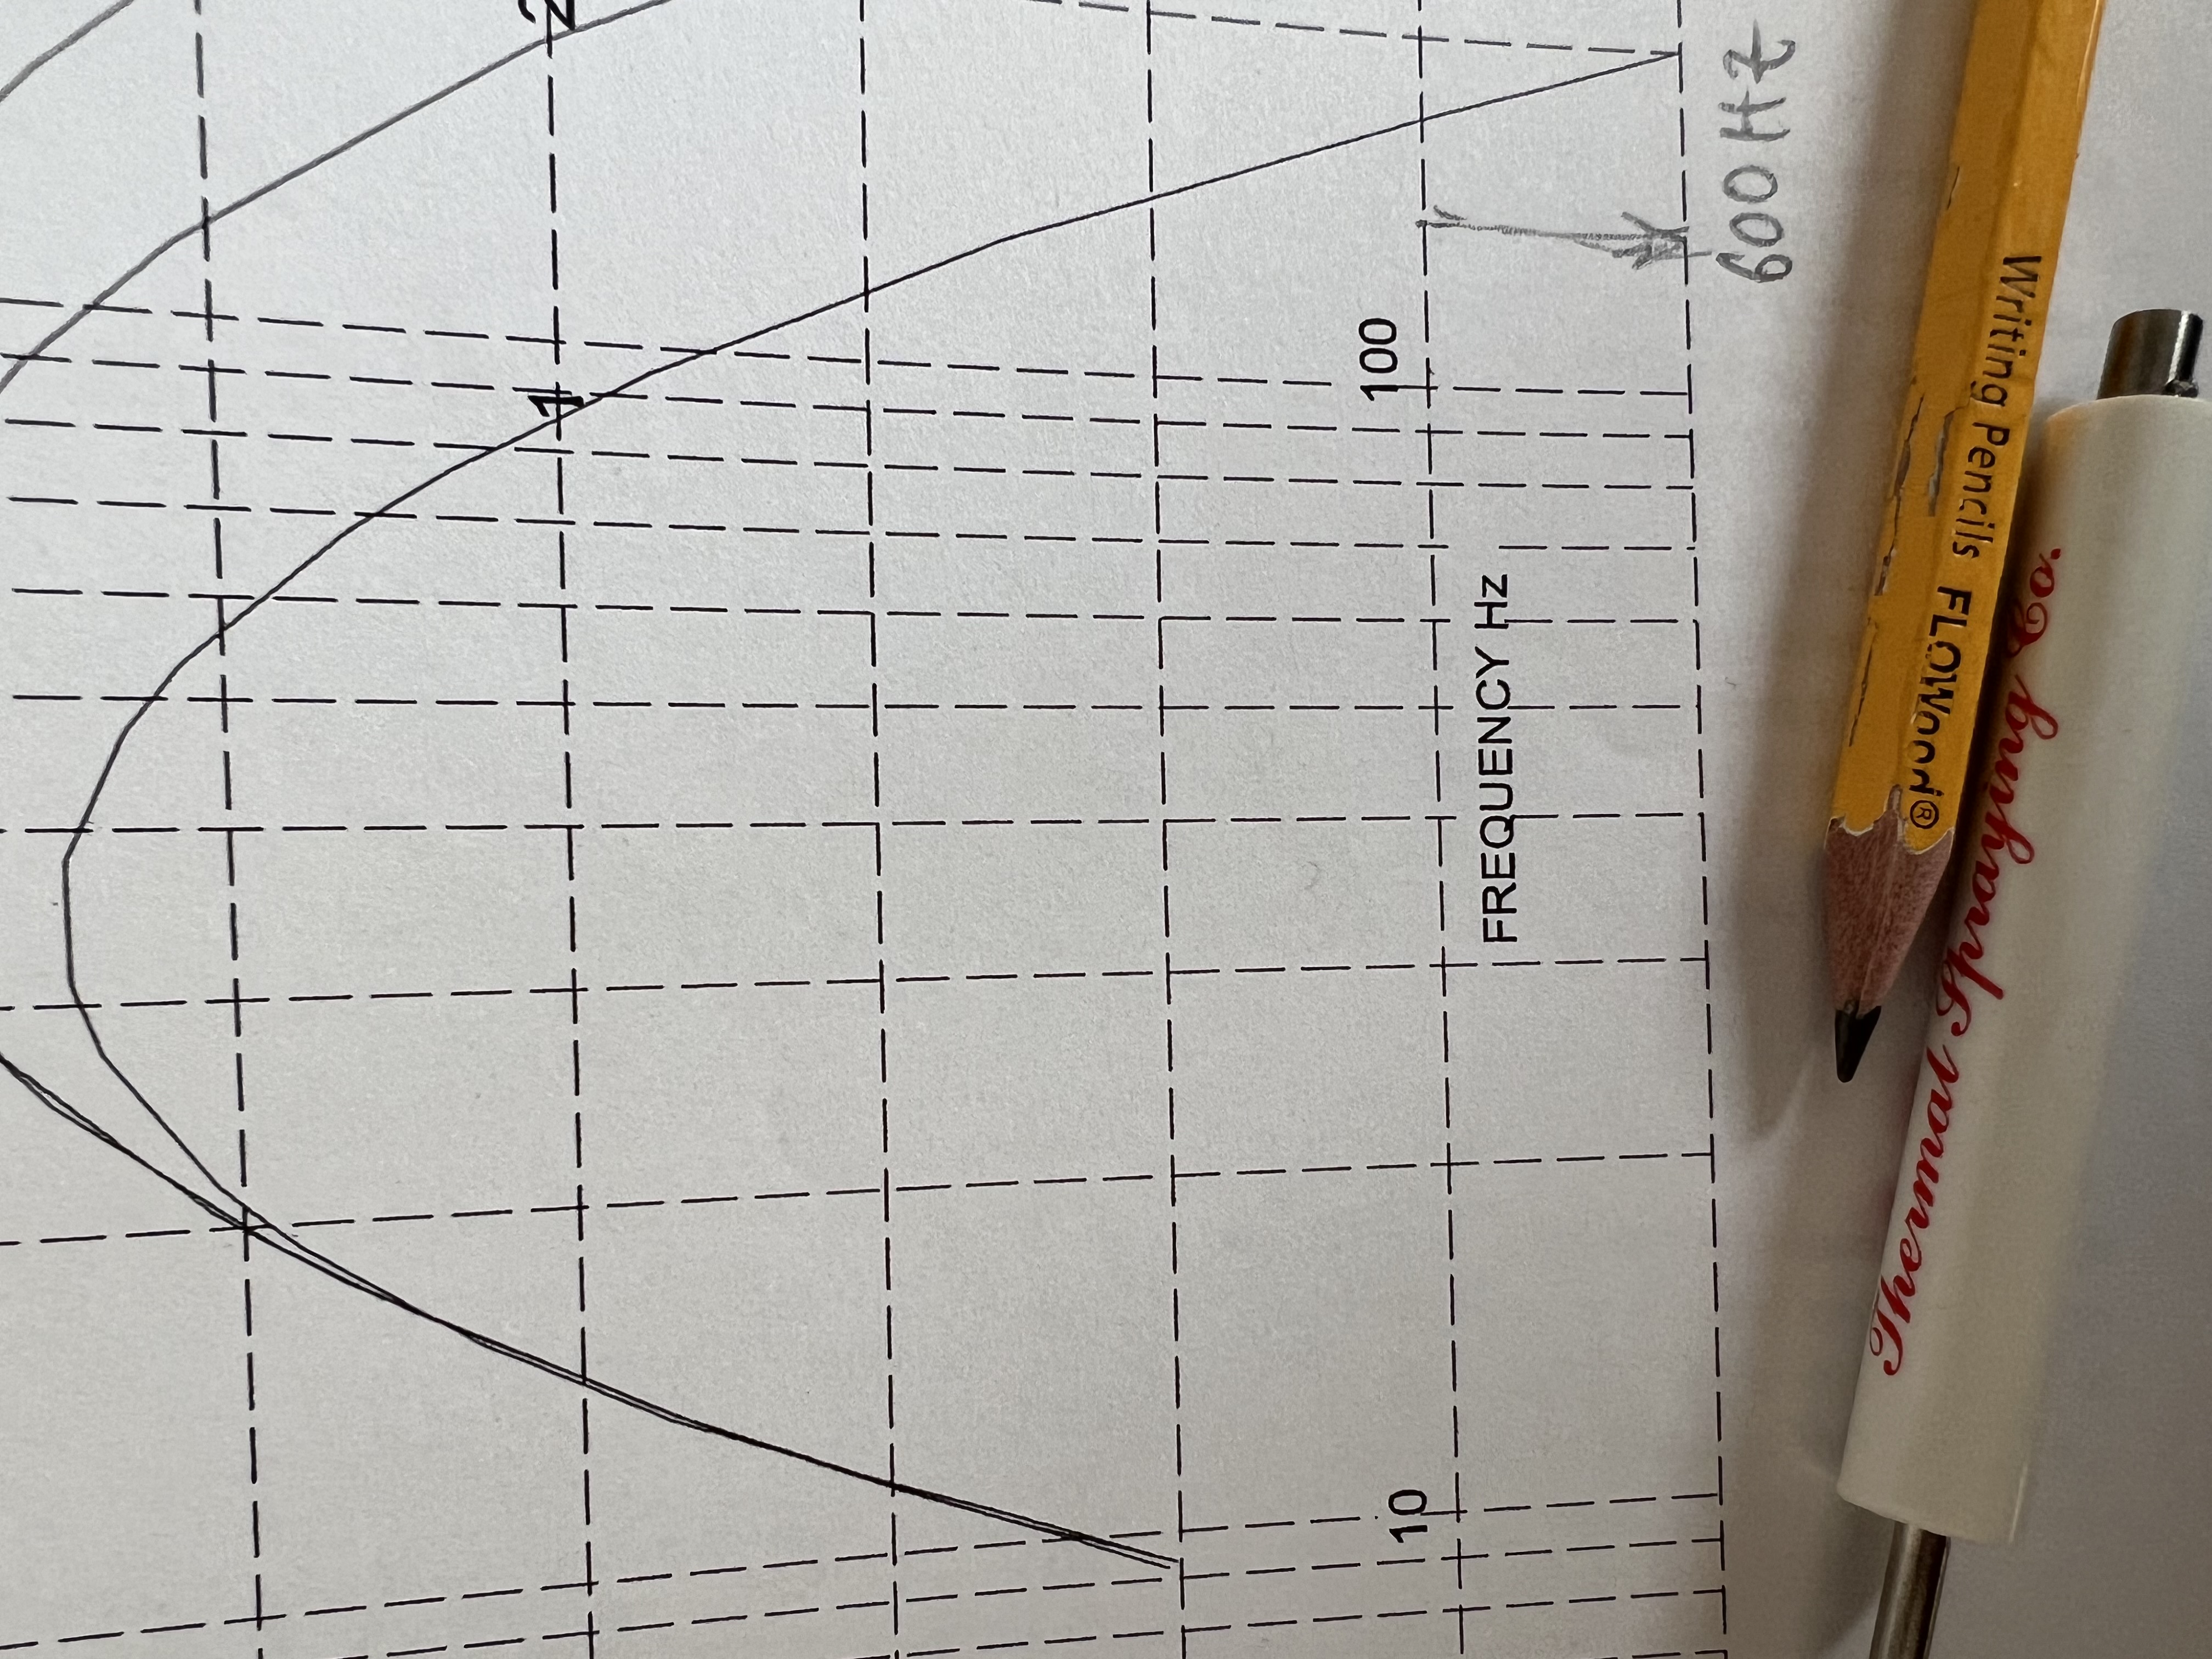 1
2
10
100
FREQUENCY Hz
600 HZ
Writing Pencils FLOWood®
Thermal Spraying Co.